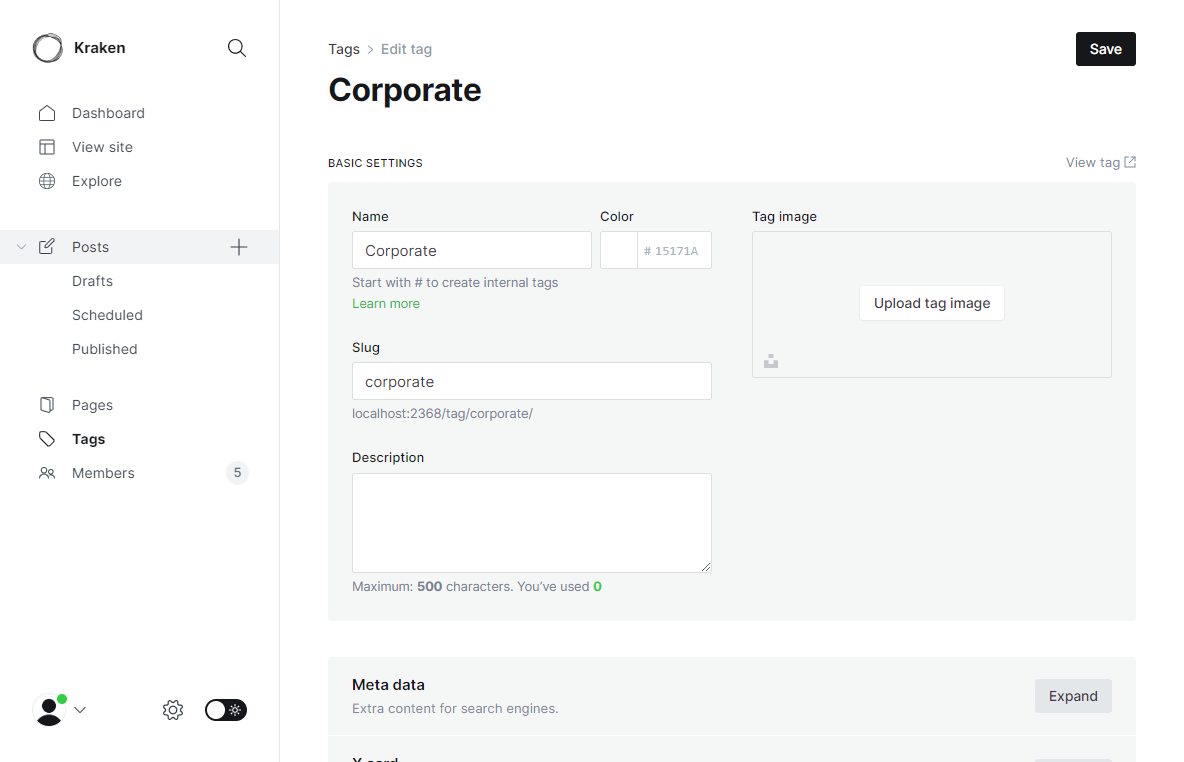 Kraken
Dashboard
View site
Explore
Posts
Drafts
Scheduled
Published
Pages
Tags
Members 5
Tags > Edit tag
Save
Corporate
BASIC SETTINGS
View tag
Name
Corporate
Start with # to create internal tags
Learn more
Color
# 15171A
Tag image
Upload tag image
Slug
corporate
localhost:2368/tag/corporate/
Description
Maximum: 500 characters. You’ve used 0
Meta data
Extra content for search engines.
Expand
X card